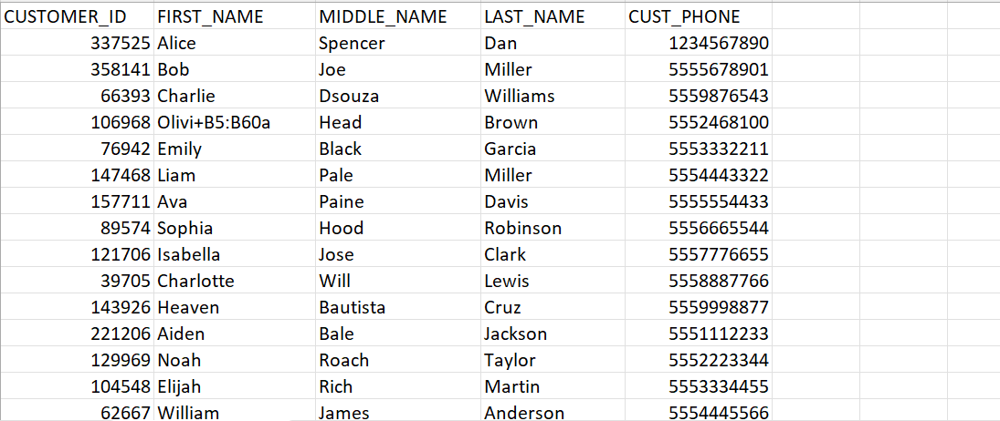 CUSTOMER_ID FIRST_NAME MIDDLE_NAME LAST_NAME CUST_PHONE
337525 Alice Spencer Dan 1234567890
358141 Bob Joe Miller 5555678901
66393 Charlie Dsouza Williams 5559876543
106968 Olivi+B5:B60a Head Brown 5552468100
76942 Emily Black Garcia 5553332211
147468 Liam Pale Miller 5554443322
157711 Ava Paine Davis 5555554433
89574 Sophia Hood Robinson 5556665544
121706 Isabella Jose Clark 5557776655
39705 Charlotte Will Lewis 5558887766
143926 Heaven Bautista Cruz 5559998877
221206 Aiden Bale Jackson 5551112233
129969 Noah Roach Taylor 5552223344
104548 Elijah Rich Martin 5553334455
62667 William James Anderson 5554445566